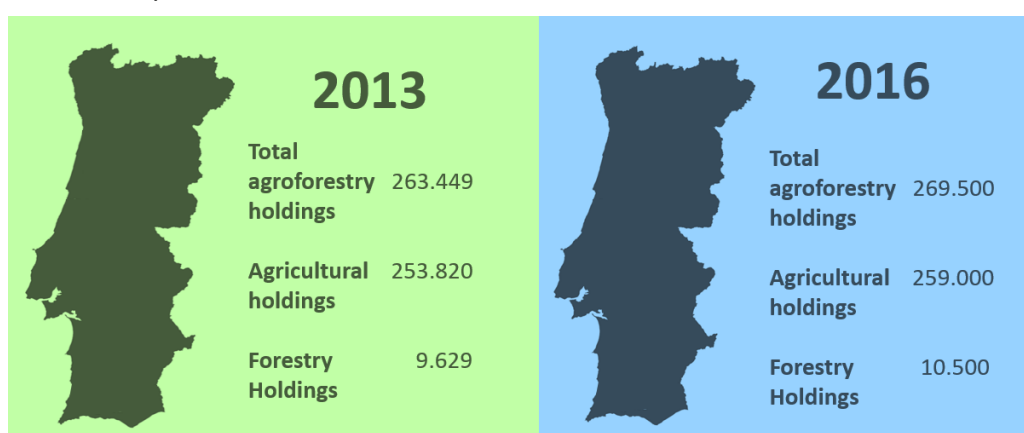 2013
Total
agroforestry 263.449
holdings
Agricultural 253.820
holdings
Forestry 9.629
Holdings
2016
Total
agroforestry 269.500
holdings
Agricultural 259.000
holdings
Forestry 10.500
Holdings